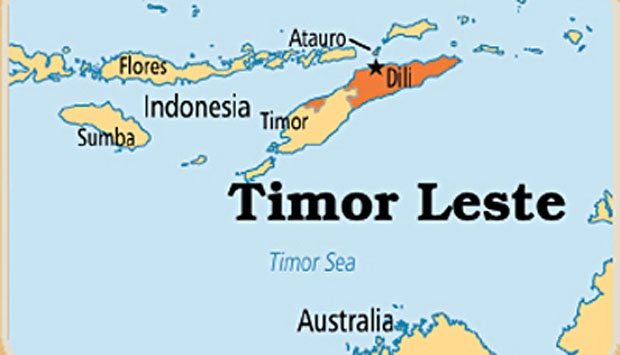 Atauro
Flores
Dili
Indonesia
Timor
Sumba
Timor Leste
Timor Sea
Australia